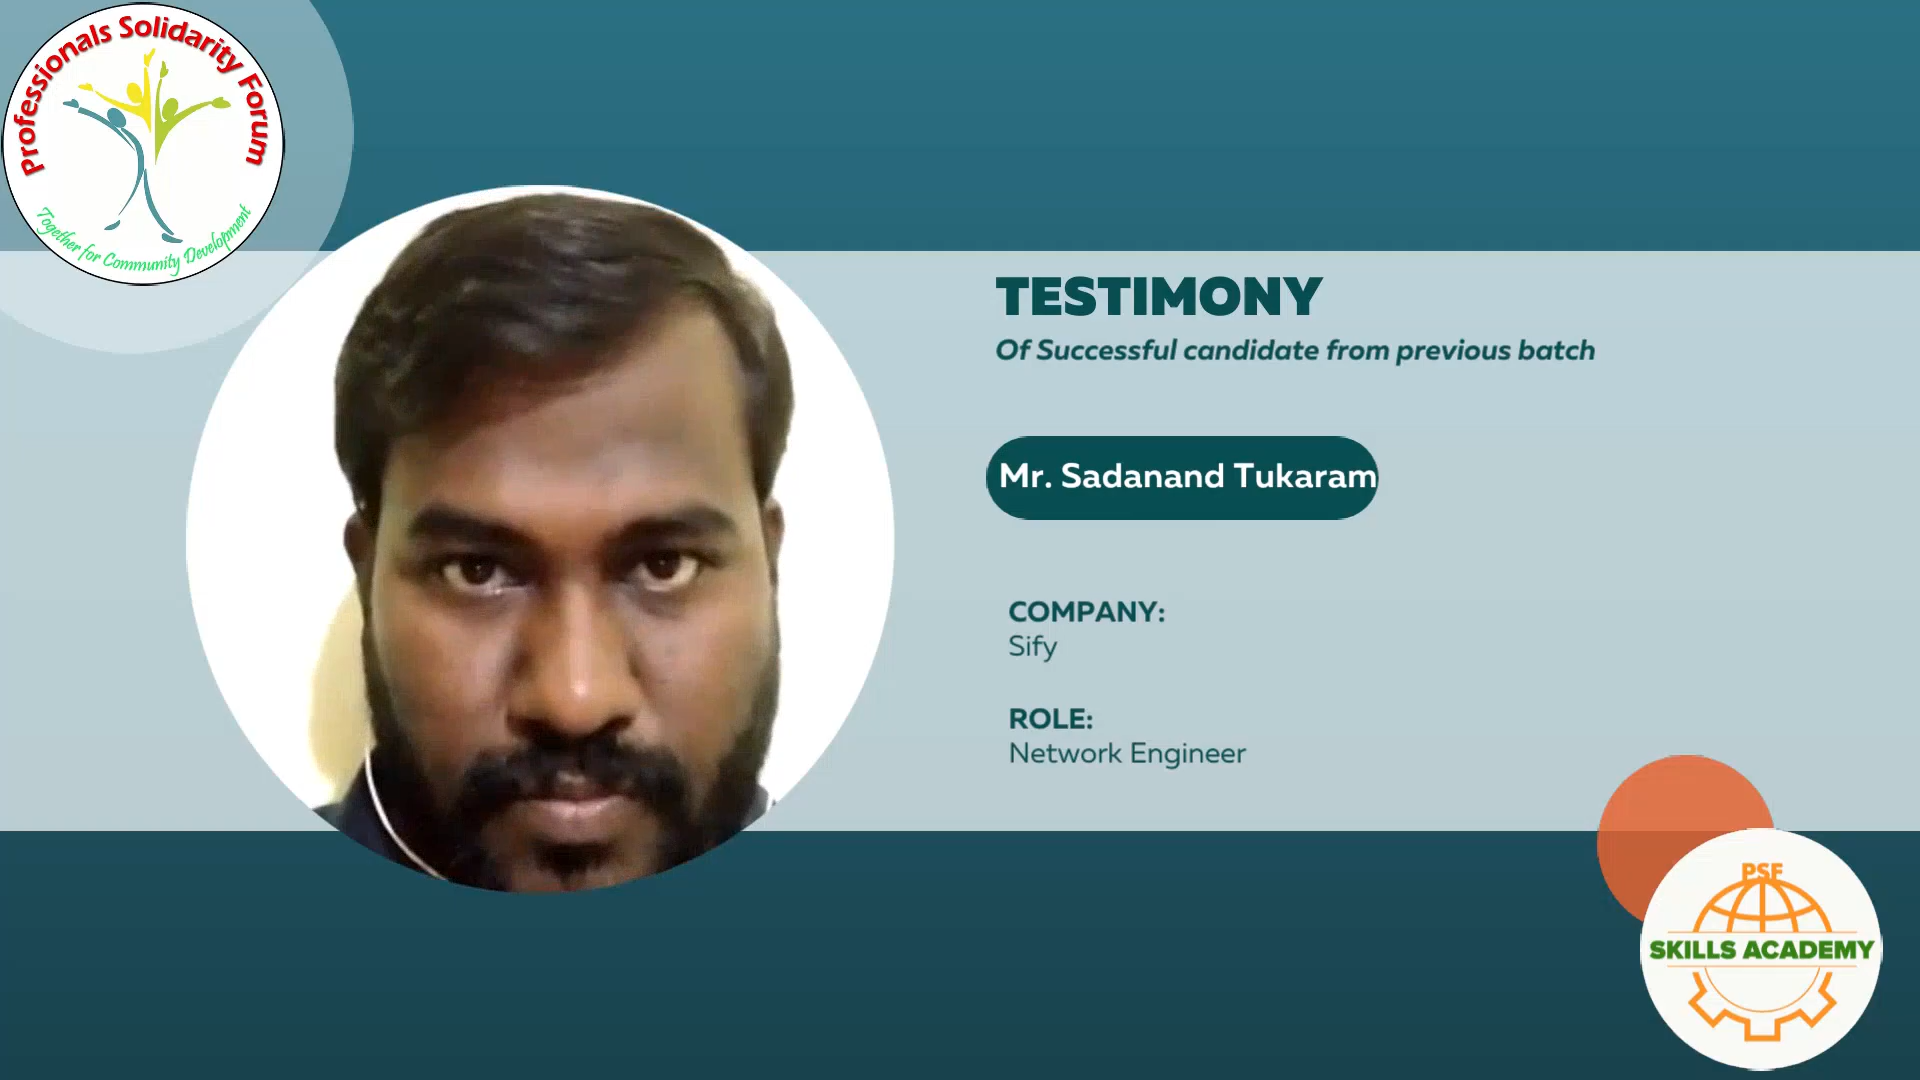 Professionals Solidarity Forum
Together for Community Development
TESTIMONY
Of Successful candidate from previous batch
Mr. Sadanand Tukaram
COMPANY:
Sify
ROLE:
Network Engineer
PSF
SKILLS ACADEMY